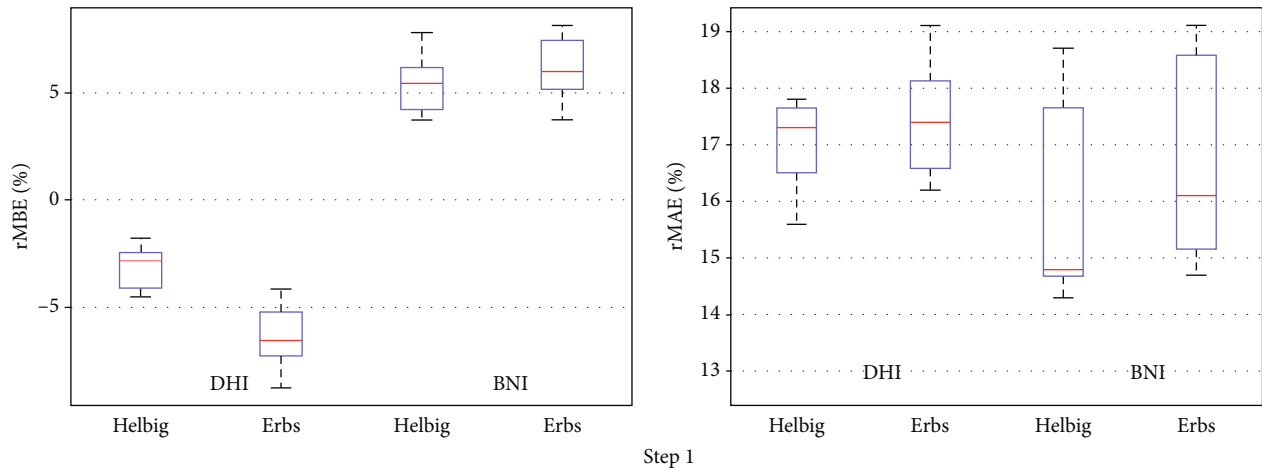 rMBE (%)
5
0
−5
DHI
BNI
Helbig
Erbs
Helbig
Erbs
rMAE (%)
19
18
17
16
15
14
13
DHI
BNI
Helbig
Erbs
Helbig
Erbs
Step 1